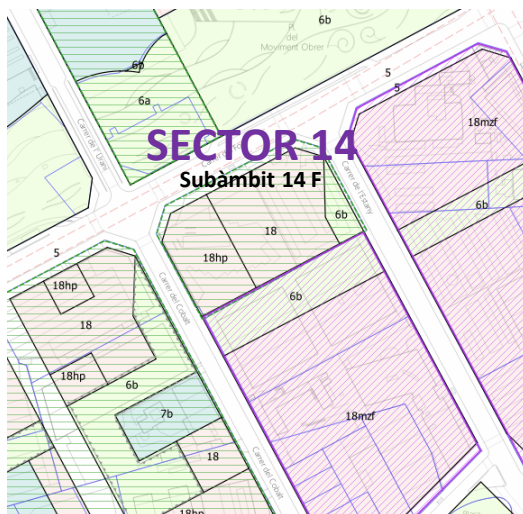 6b
Pl.
del
Moviment Obrer
6b
5
5
6a
18mzf
Carrer de l'Urani
SECTOR 14
Subàmbit 14 F
Carrer de l'Estany
6b
6b
18
5
18hp
Carrer del Cobalt
18hp
6b
18
18hp
6b
7b
18mzf
18
Carrer del Cobalt
18hp